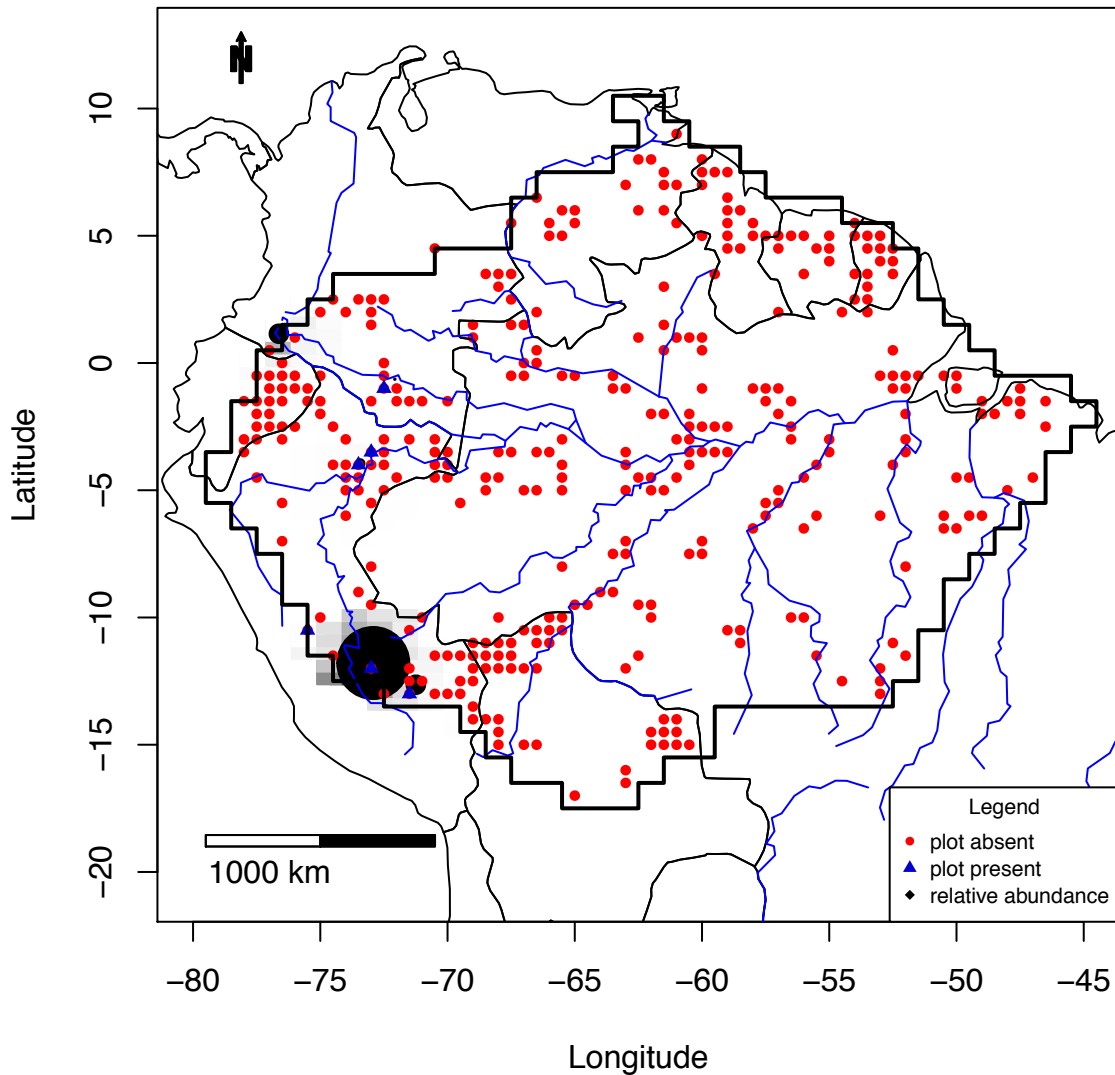 N
10
5
0
−5
−10
−15
−20
Latitude
1000 km
Legend
plot absent
plot present
relative abundance
−80 −75 −70 −65 −60 −55 −50 −45
Longitude